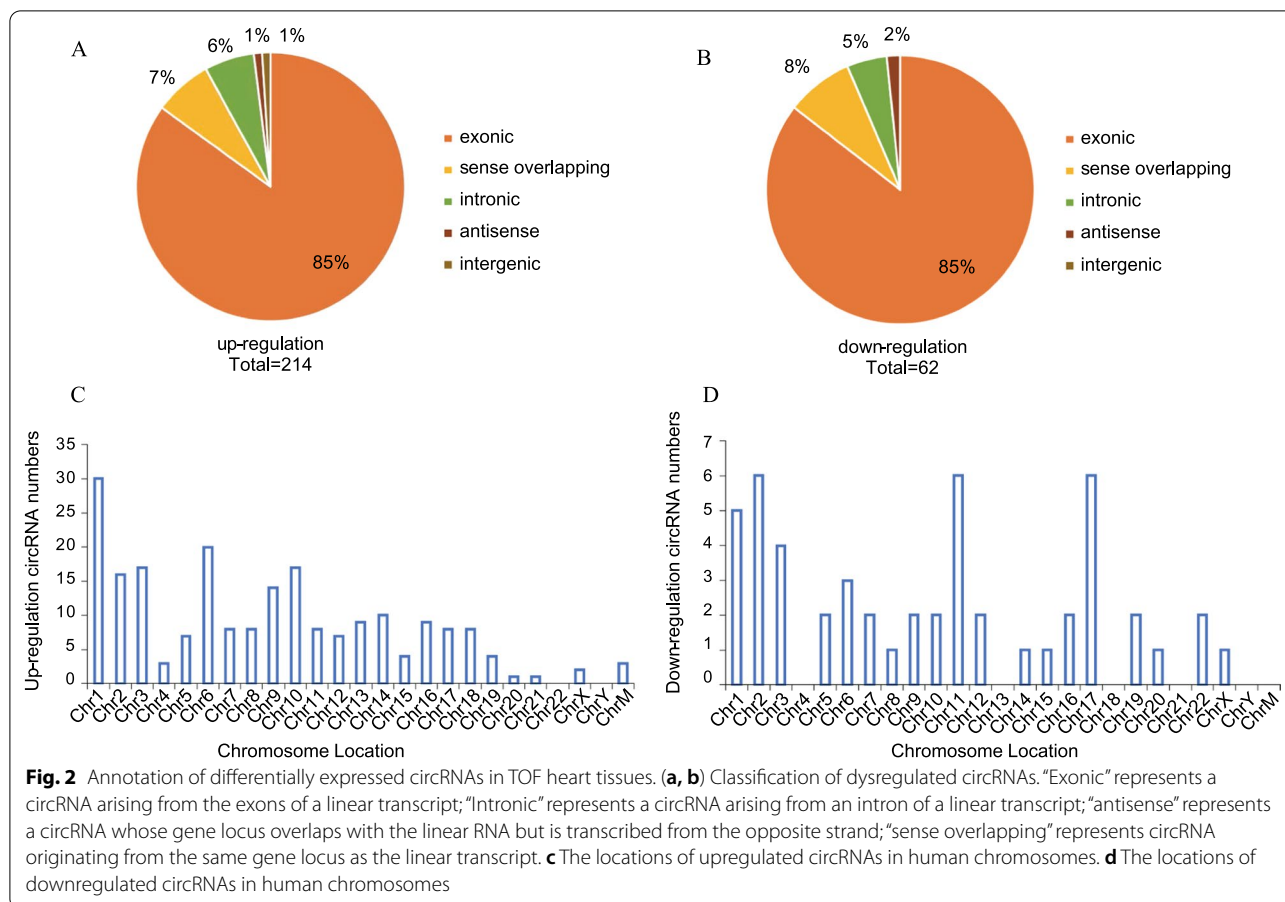 A
6%
1%
1%
7%
85%
exonic
sense overlapping
intronic
antisense
intergenic
up-regulation
Total=214
B
5%
2%
8%
85%
exonic
sense overlapping
intronic
antisense
intergenic
down-regulation
Total=62
C
Up-regulation circRNA numbers
35
30
25
20
15
10
5
0
Chr1
Chr2
Chr3
Chr4
Chr5
Chr6
Chr7
Chr8
Chr9
Chr10
Chr11
Chr12
Chr13
Chr14
Chr15
Chr16
Chr17
Chr18
Chr19
Chr20
Chr21
Chr22
ChrX
ChrY
ChrM
Chromosome Location
D
Down-regulation circRNA numbers
7
6
5
4
3
2
1
0
Chr1
Chr2
Chr3
Chr4
Chr5
Chr6
Chr7
Chr8
Chr9
Chr10
Chr11
Chr12
Chr13
Chr14
Chr15
Chr16
Chr17
Chr18
Chr19
Chr20
Chr21
Chr22
ChrX
ChrY
ChrM
Chromosome Location
Fig. 2 Annotation of differentially expressed circRNAs in TOF heart tissues. (a, b) Classification of dysregulated circRNAs. “Exonic” represents a
circRNA arising from the exons of a linear transcript; “Intronic” represents a circRNA arising from an intron of a linear transcript; “antisense” represents
a circRNA whose gene locus overlaps with the linear RNA but is transcribed from the opposite strand; “sense overlapping” represents circRNA
originating from the same gene locus as the linear transcript. c The locations of upregulated circRNAs in human chromosomes. d The locations of
downregulated circRNAs in human chromosomes